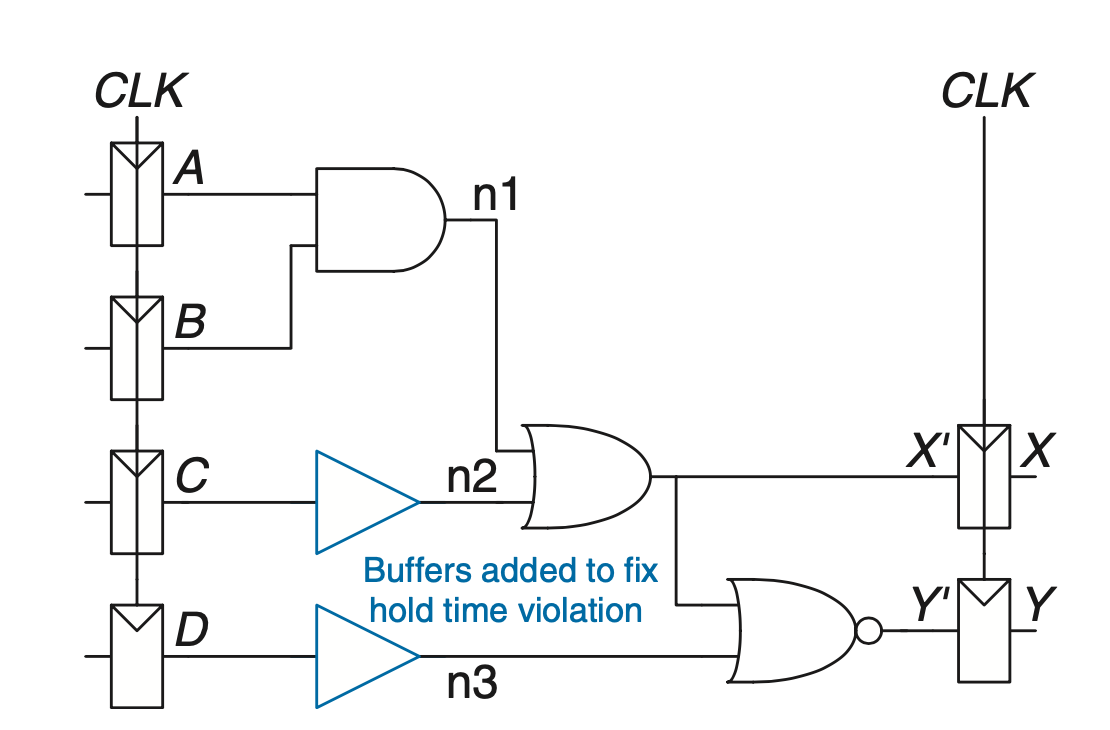 CLK
CLK
A
n1
B
C
n2
X'
X
Buffers added to fix
hold time violation
D
n3
Y'
Y